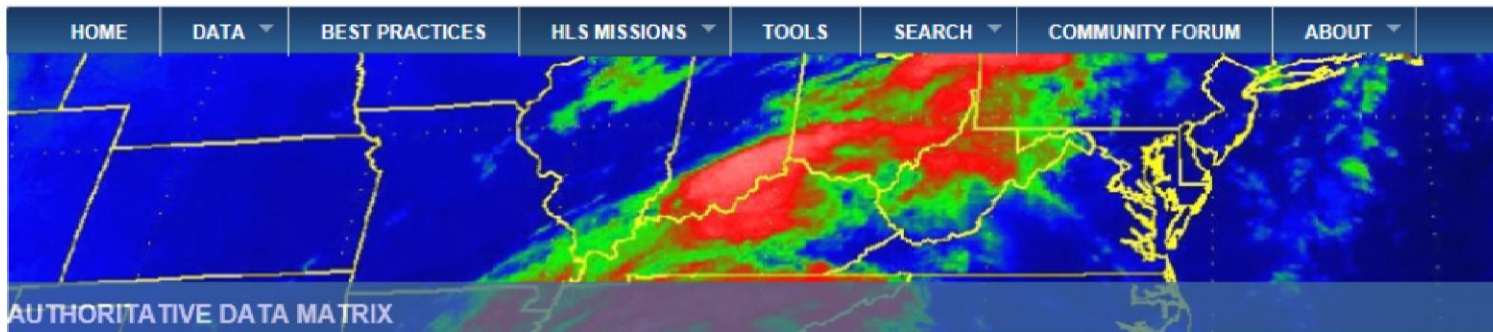 HOME DATA BEST PRACTICES HLS MISSIONS TOOLS SEARCH COMMUNITY FORUM ABOUT
AUTHORITATIVE DATA MATRIX